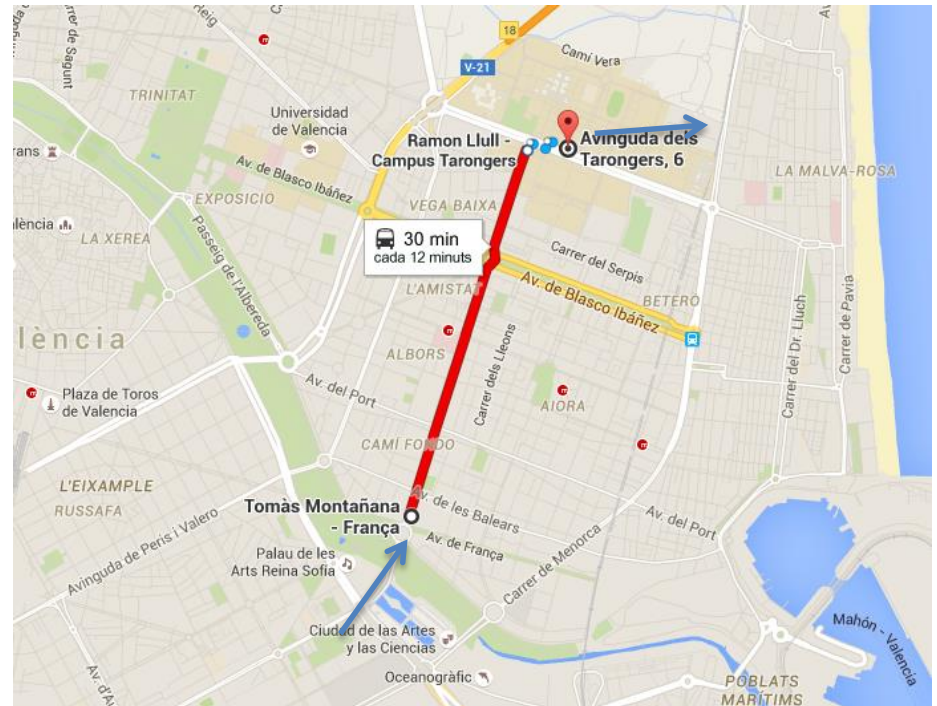 18
V-21
Camí Vera
TRINITAT
Carrer de Sagunt
Universidad
de Valencia
Ramon Llull -
Campus Tarongers
Avinguda dels
Tarongers, 6
LA MALVA-ROSA
Av. de Blasco Ibáñez
EXPOSICIO
VEGA BAIXA
LA XEREA
Passeig de l'Albereda
30 min
cada 12 minuts
Carrer del Serpis
L'AMISTAT
Av. de Blasco Ibáñez
BETERO
Carrer del Dr. Lluch
Carrer de Pavia
lència
ALBORS
Carrer dels Lleons
Plaza de Toros
de Valencia
Av. del Port
AIORA
CAMÍ FONDO
L'EIXAMPLE
RUSSAFA
Tomàs Montañana
- França
Av. de les Balears
Av. del Port
Avinguda de Peris i Valero
Av. de França
Palau de les
Arts Reina Sofía
Carrer de Menorca
Ciudad de las Artes
y las Ciencias
Oceanogràfic
Mahón - Valencia
POBLATS
MARÍTIMS